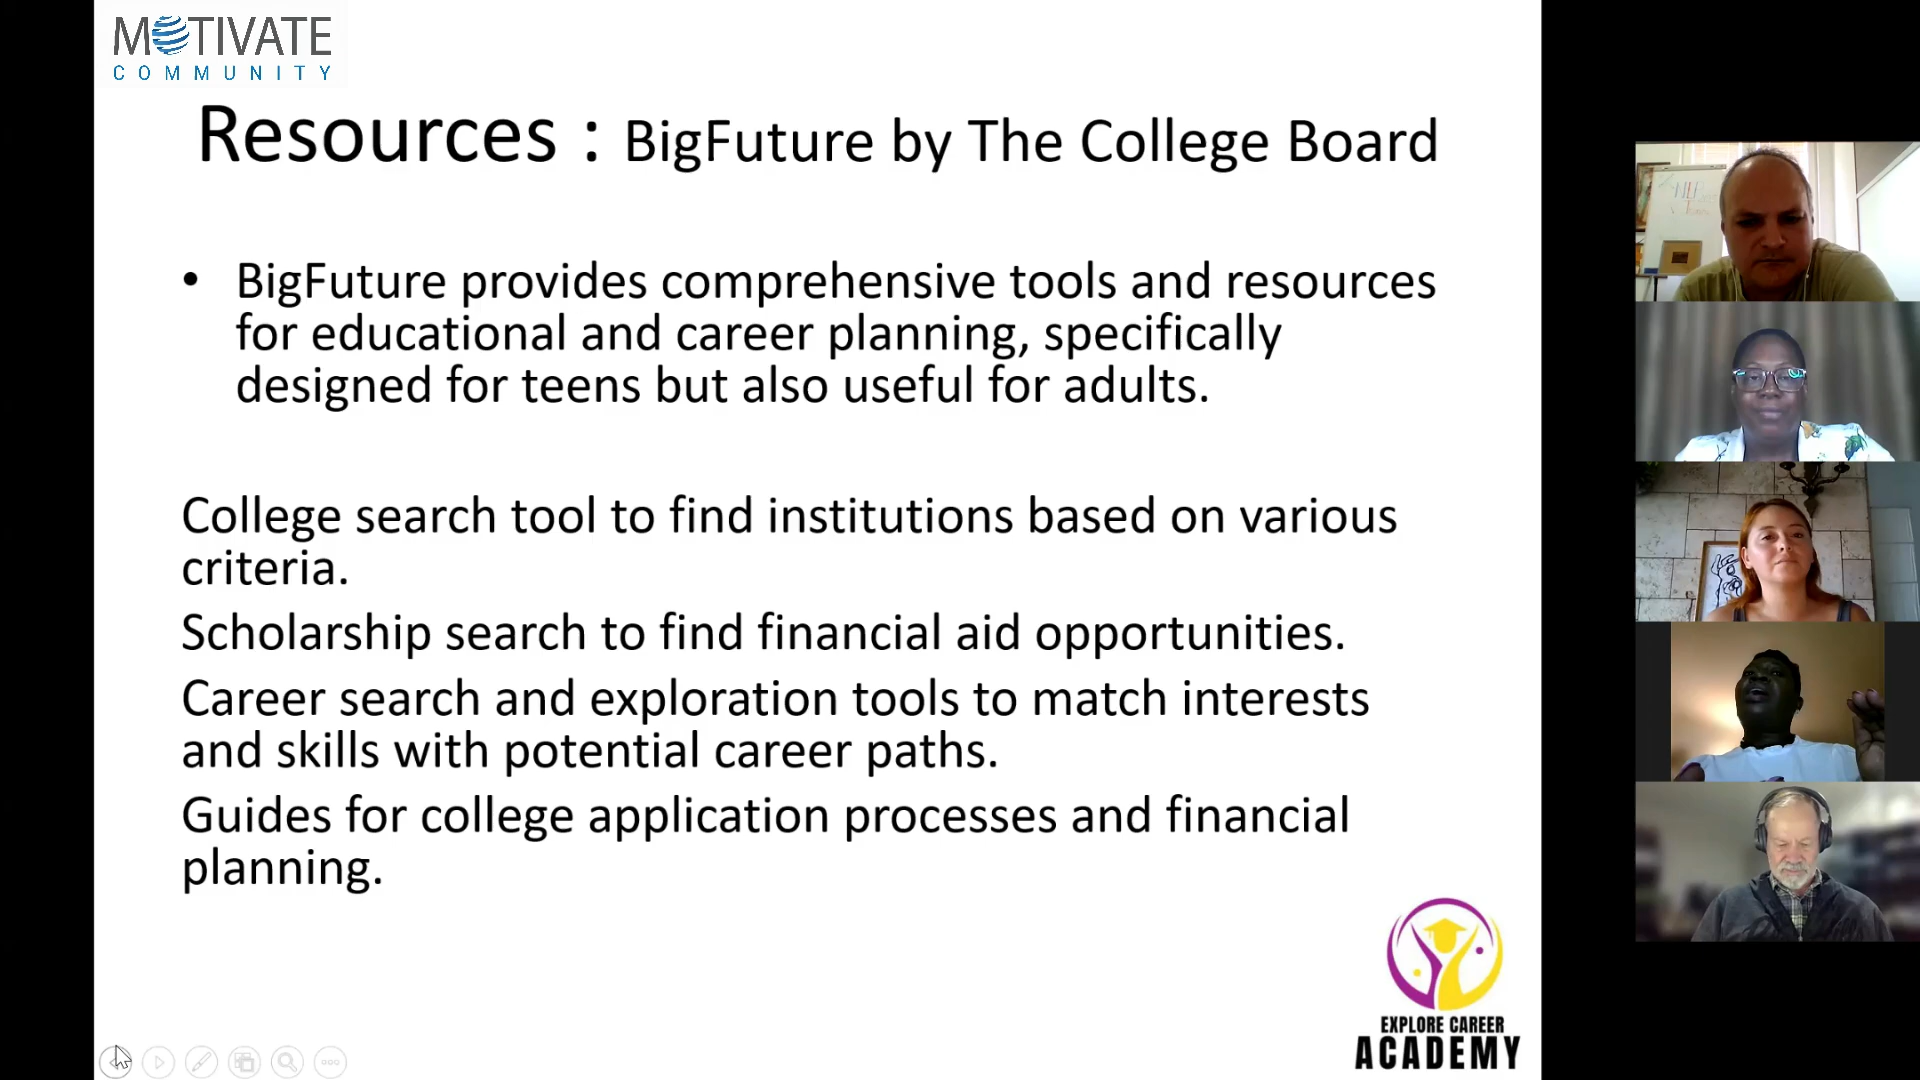 MOTIVATE
COMMUNITY
Resources : BigFuture by The College Board
• BigFuture provides comprehensive tools and resources
for educational and career planning, specifically
designed for teens but also useful for adults.
College search tool to find institutions based on various
criteria.
Scholarship search to find financial aid opportunities.
Career search and exploration tools to match interests
and skills with potential career paths.
Guides for college application processes and financial
planning.
EXPLORE CAREER
ACADEMY
NLP